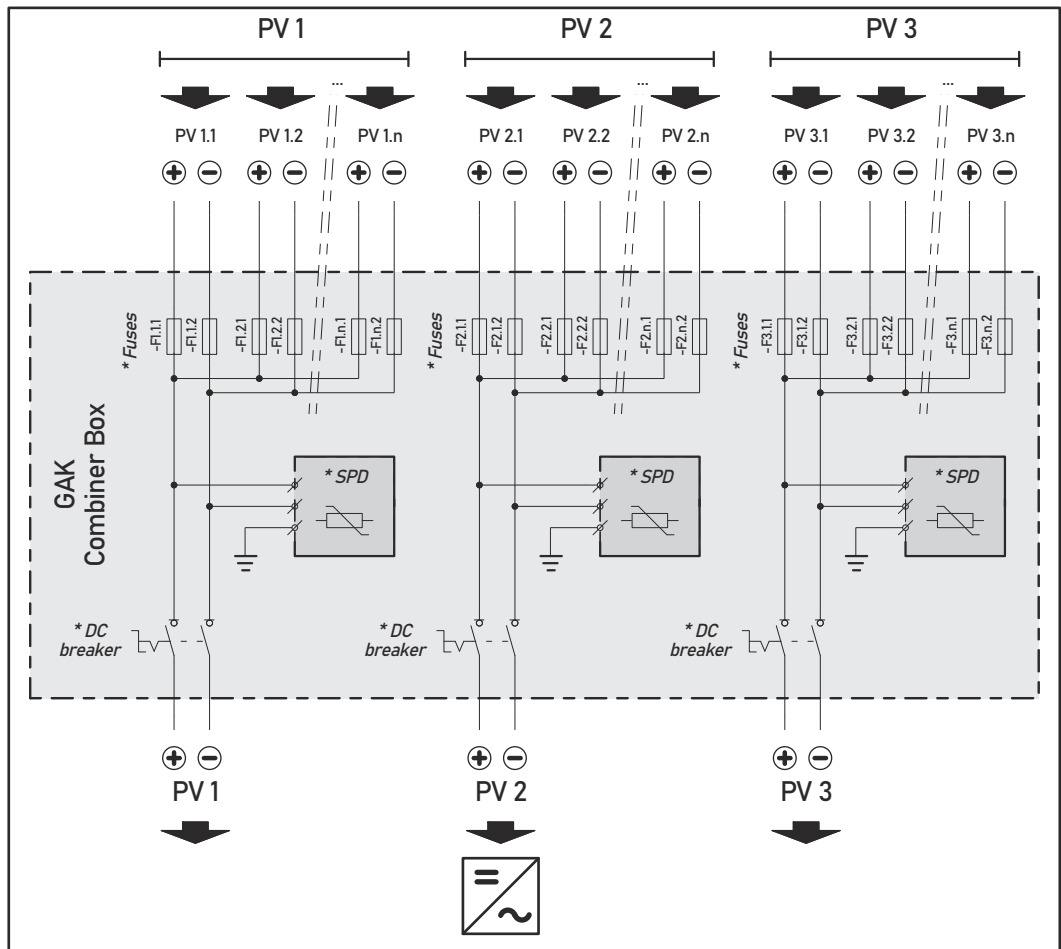 PV 1 PV 2 PV 3
... ... ...
PV 1.1 PV 1.2 PV 1.n PV 2.1 PV 2.2 PV 2.n PV 3.1 PV 3.2 PV 3.n
+ − + − + − + − + − + − + − + − + −
* Fuses -F1.1.1 -F1.1.2 -F1.2.1 -F1.2.2 -F1.n.1 -F1.n.2 * Fuses -F2.1.1 -F2.1.2 -F2.2.1 -F2.2.2 -F2.n.1 -F2.n.2 * Fuses -F3.1.1 -F3.1.2 -F3.2.1 -F3.2.2 -F3.n.1 -F3.n.2
GAK
Combiner Box
* SPD * SPD * SPD
* DC * DC * DC
breaker breaker breaker
+ − + − + −
PV 1 PV 2 PV 3